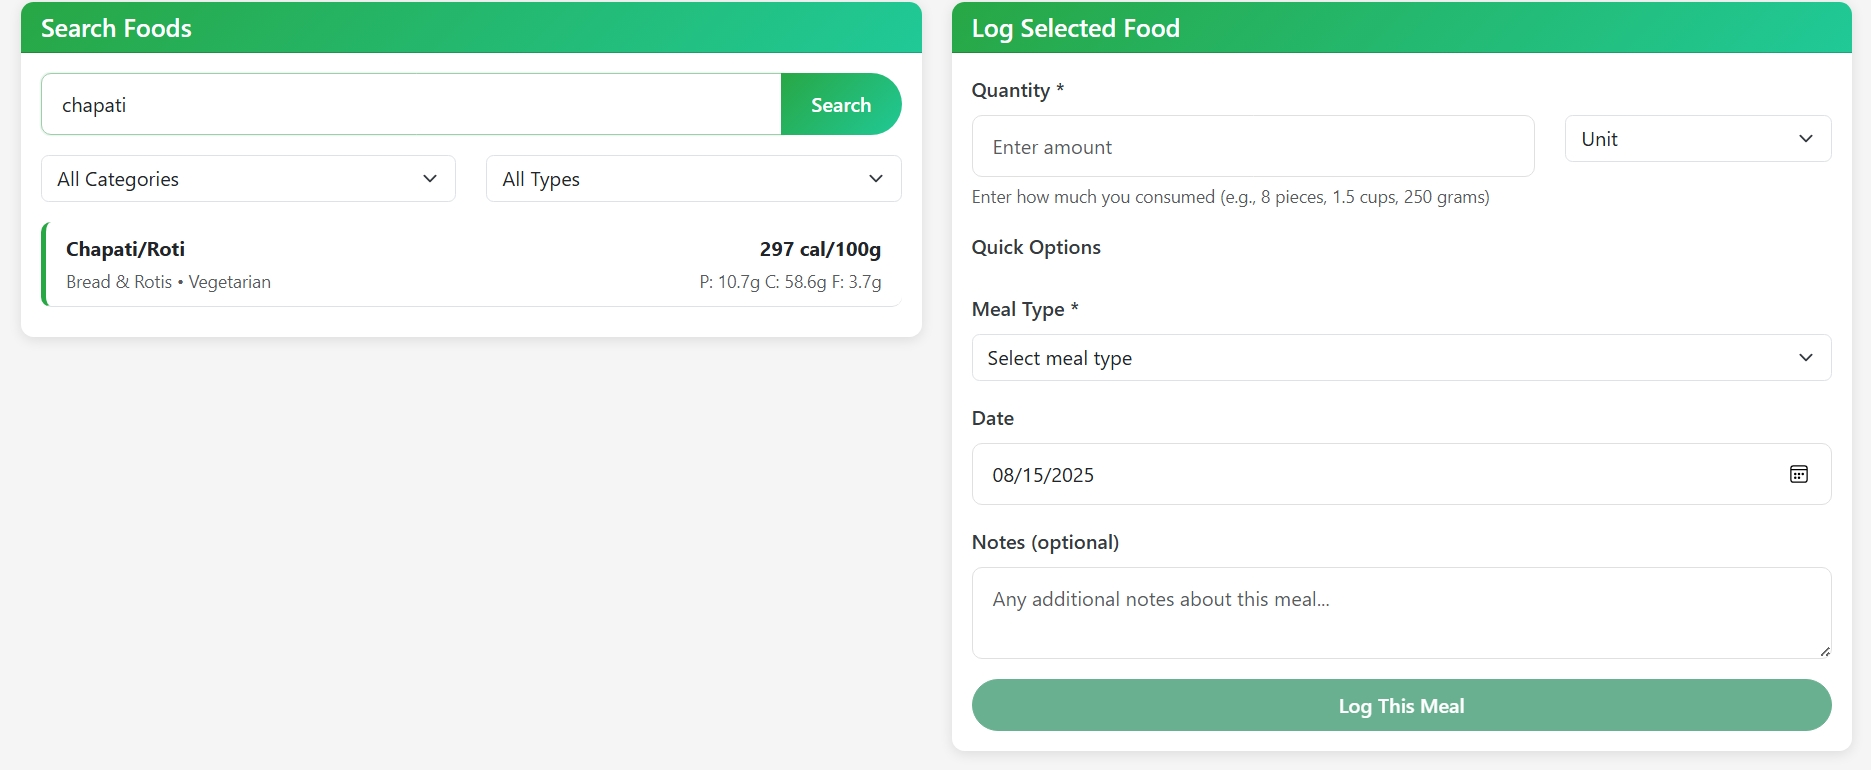 Search Foods
chapati
Search
All Categories
All Types
Chapati/Roti
297 cal/100g
Bread & Rotis • Vegetarian
P: 10.7g C: 58.6g F: 3.7g
Log Selected Food
Quantity *
Enter amount
Unit
Enter how much you consumed (e.g., 8 pieces, 1.5 cups, 250 grams)
Quick Options
Meal Type *
Select meal type
Date
08/15/2025
Notes (optional)
Any additional notes about this meal...
Log This Meal